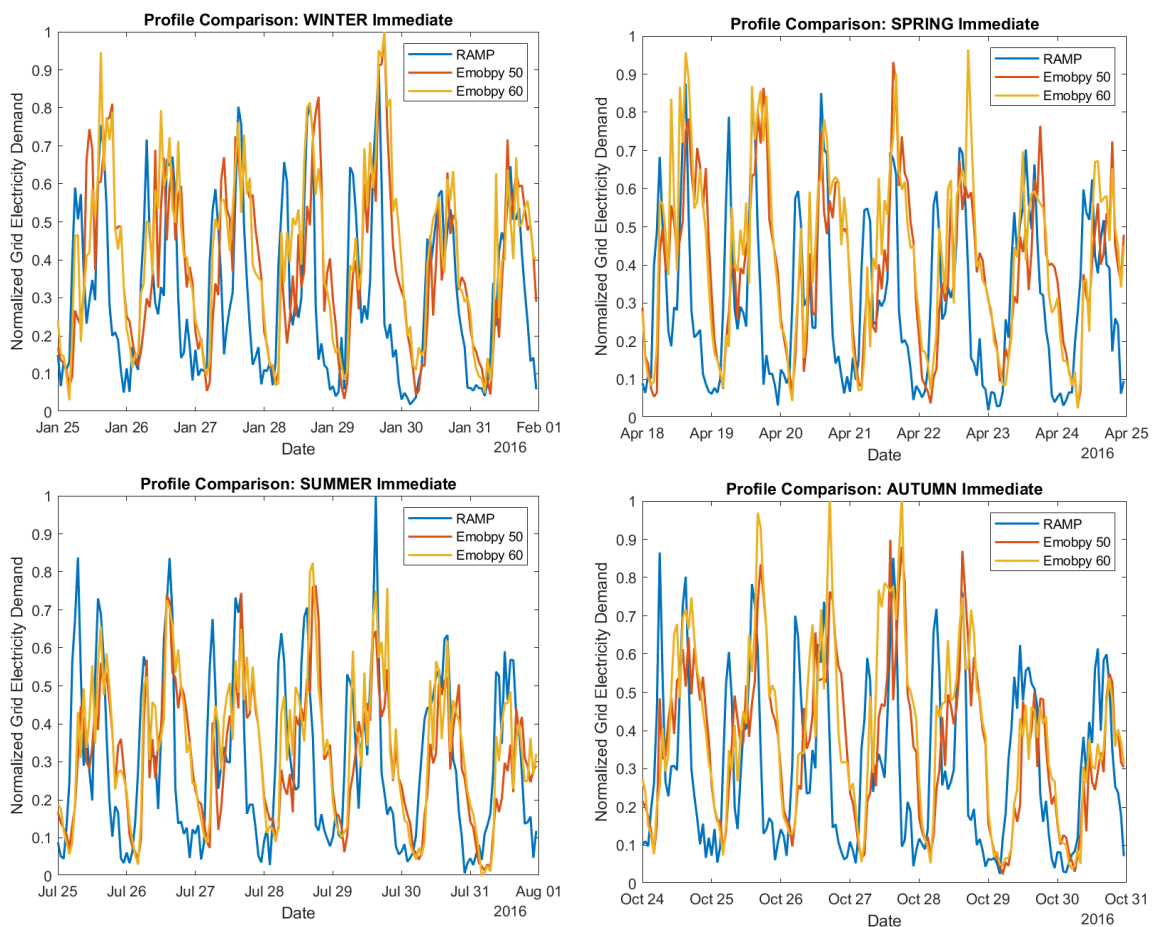 Profile Comparison: WINTER Immediate
Normalized Grid Electricity Demand
1
0.9
0.8
0.7
0.6
0.5
0.4
0.3
0.2
0.1
0
RAMP
Emobpy 50
Emobpy 60
Jan 25 Jan 26 Jan 27 Jan 28 Jan 29 Jan 30 Jan 31 Feb 01
Date
2016
Profile Comparison: SPRING Immediate
Normalized Grid Electricity Demand
1
0.9
0.8
0.7
0.6
0.5
0.4
0.3
0.2
0.1
0
RAMP
Emobpy 50
Emobpy 60
Apr 18 Apr 19 Apr 20 Apr 21 Apr 22 Apr 23 Apr 24 Apr 25
Date
2016
Profile Comparison: SUMMER Immediate
Normalized Grid Electricity Demand
1
0.9
0.8
0.7
0.6
0.5
0.4
0.3
0.2
0.1
0
RAMP
Emobpy 50
Emobpy 60
Jul 25 Jul 26 Jul 27 Jul 28 Jul 29 Jul 30 Jul 31 Aug 01
Date
2016
Profile Comparison: AUTUMN Immediate
Normalized Grid Electricity Demand
1
0.9
0.8
0.7
0.6
0.5
0.4
0.3
0.2
0.1
0
RAMP
Emobpy 50
Emobpy 60
Oct 24 Oct 25 Oct 26 Oct 27 Oct 28 Oct 29 Oct 30 Oct 31
Date
2016